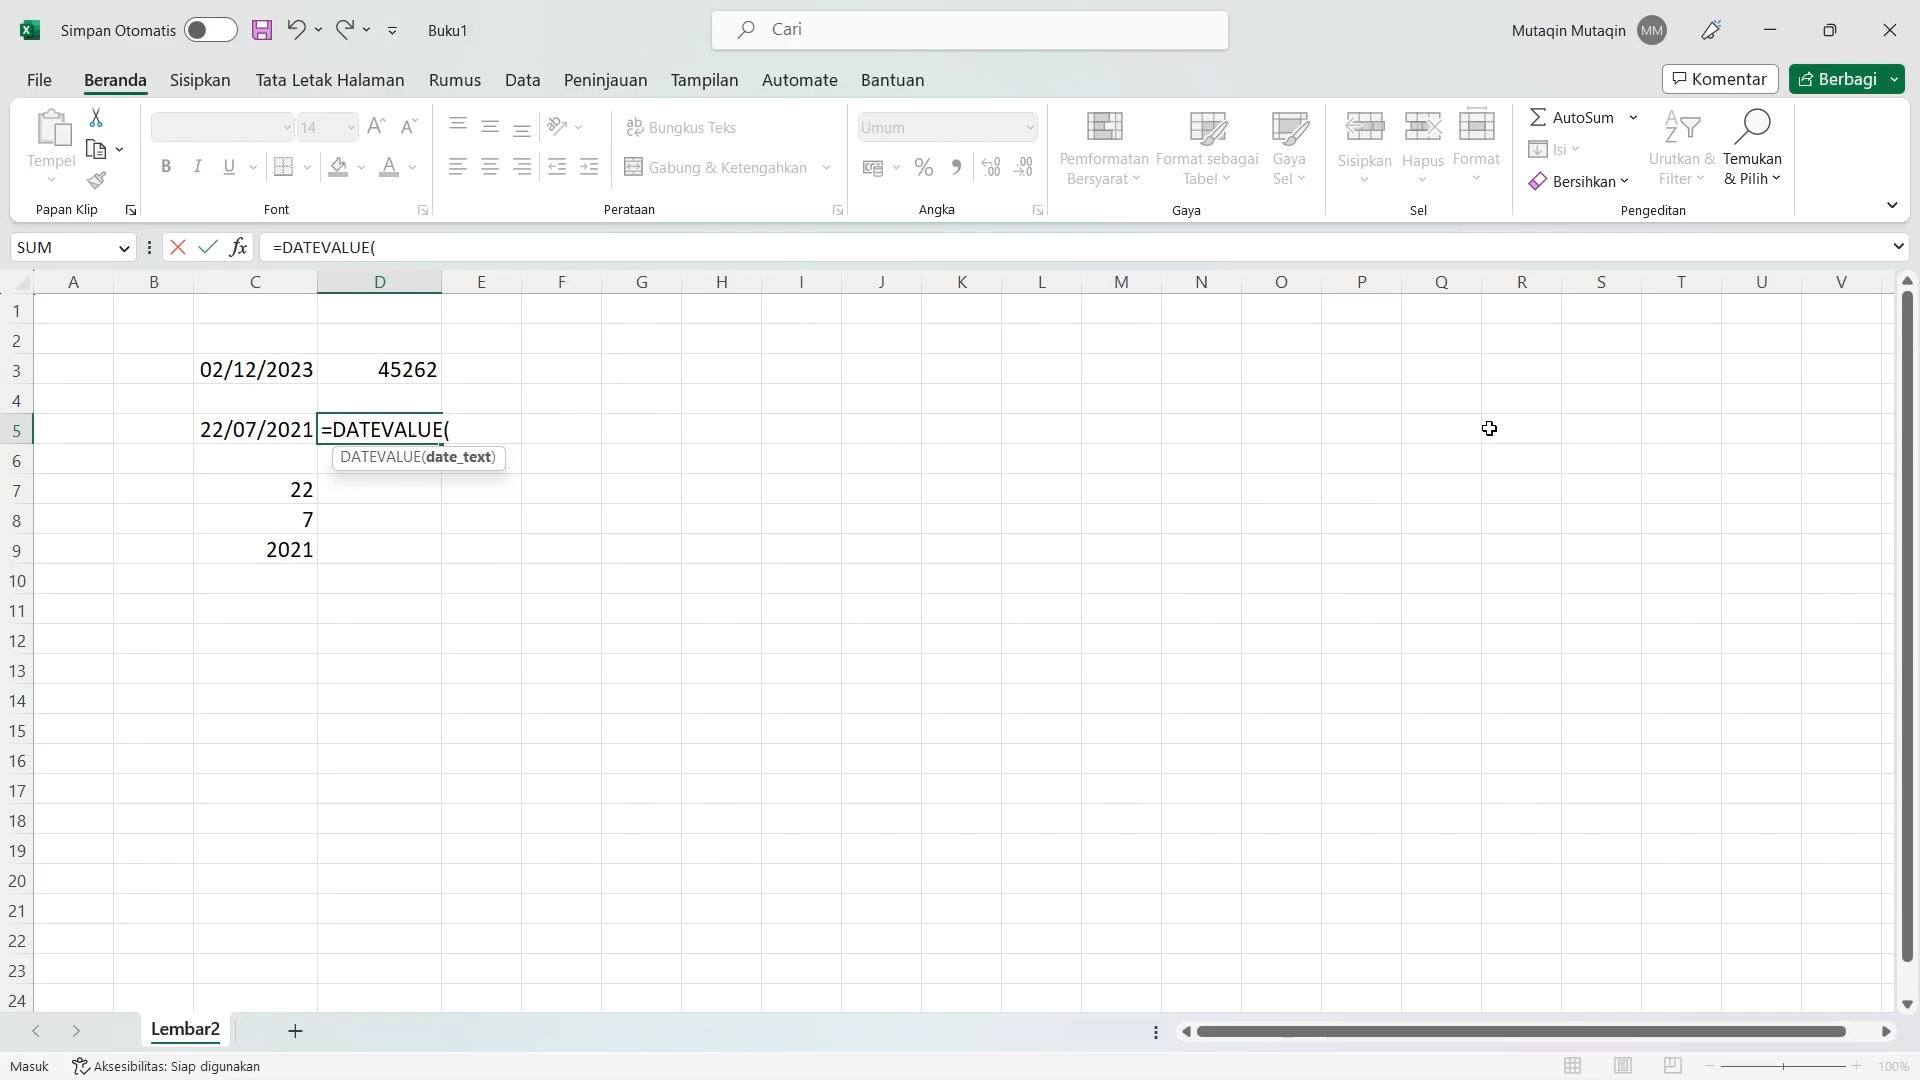 Simpan Otomatis
Buku1
Cari
Mutaqin Mutaqin
MM
File
Beranda
Sisipkan
Tata Letak Halaman
Rumus
Data
Peninjauan
Tampilan
Automate
Bantuan
Komentar
Berbagi
Tempel
Papan Klip
14
B I U
Font
ab Bungkus Teks
Gabung & Ketengahkan
Perataan
Umum
Angka
Pemformatan Bersyarat
Format sebagai Tabel
Gaya Sel
Gaya
Sisipkan
Hapus
Format
Sel
AutoSum
Isi
Bersihkan
Urutkan & Filter
Temukan & Pilih
Pengeditan
SUM
fx
=DATEVALUE(
A B C D E F G H I J K L M N O P Q R S T U V
1
2
3 02/12/2023 45262
4
5 22/07/2021 =DATEVALUE(
DATEVALUE(date_text)
6
7 22
8 7
9 2021
10
11
12
13
14
15
16
17
18
19
20
21
22
23
24
Lembar2
Masuk
Aksesibilitas: Siap digunakan
100%